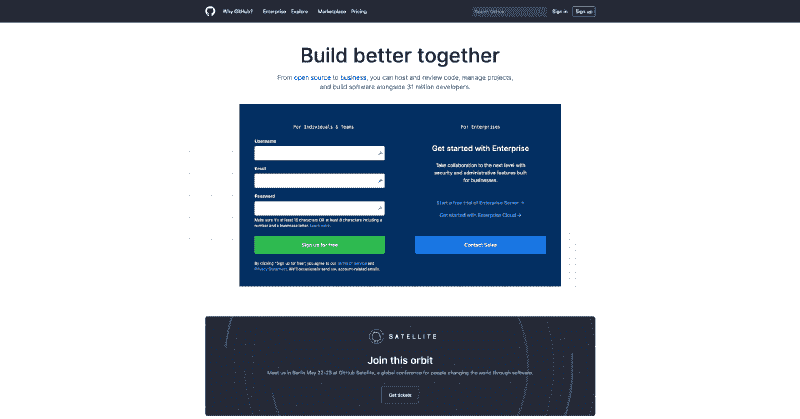 Why GitHub? Enterprise Explore Marketplace Pricing
Search GitHub
Sign in
Sign up
Build better together
From open source to business, you can host and review code, manage projects,
and build software alongside 31 million developers.
For Individuals & Teams
Username
Email
Password
Make sure it's at least 15 characters OR at least 8 characters including a
number and a lowercase letter. Learn more.
Sign up for free
By clicking "Sign up for free", you agree to our terms of service and
Privacy Statement. We'll occasionally send you account-related emails.
For Enterprises
Get started with Enterprise
Take collaboration to the next level with
security and administrative features built
for businesses.
Start a free trial of Enterprise Server →
Get started with Enterprise Cloud →
Contact Sales
SATELLITE
Join this orbit
Meet us in Berlin May 22-23 at GitHub Satellite, a global conference for people changing the world through software.
Get tickets